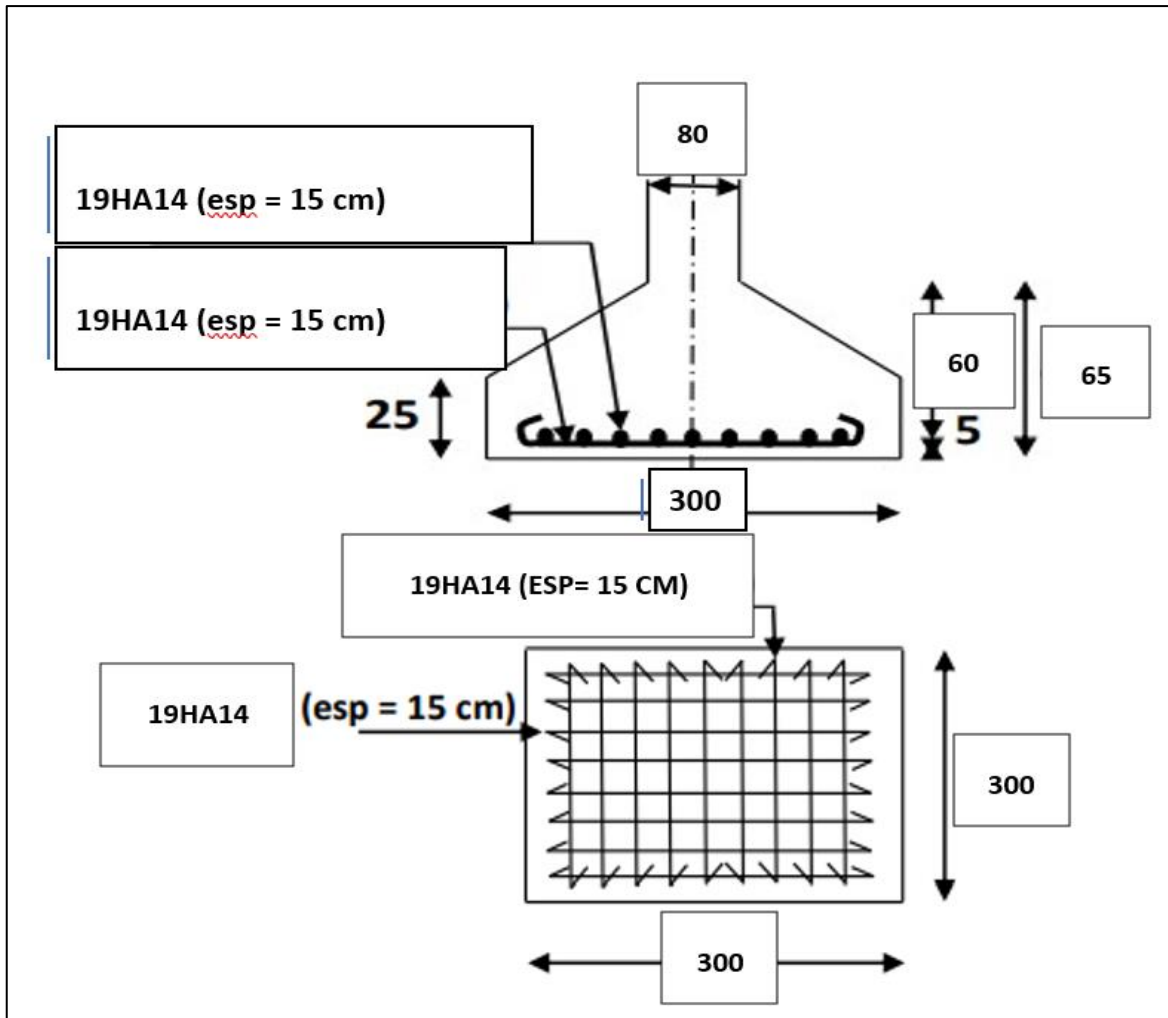 80
19HA14 (esp = 15 cm)
19HA14 (esp = 15 cm)
60
65
25
5
300
19HA14 (ESP= 15 CM)
19HA14
(esp = 15 cm)
300
300